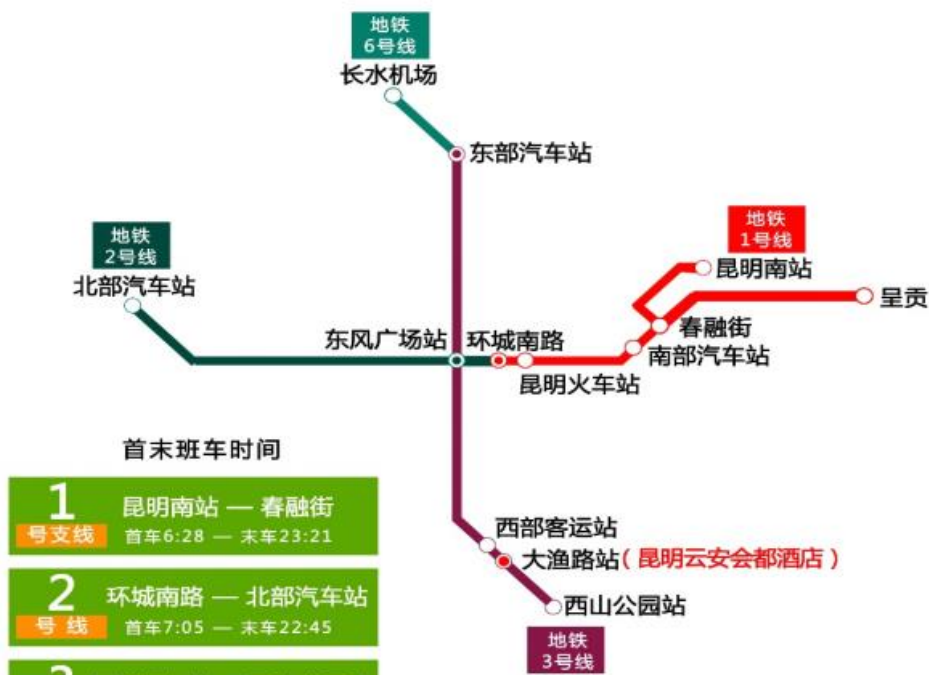 地铁
6号线
长水机场
东部汽车站
地铁
2号线
北部汽车站
地铁
1号线
昆明南站
呈贡
春融街
南部汽车站
东风广场站
环城南路
昆明火车站
首末班车时间
1
号支线
昆明南站 — 春融街
首车6:28 — 末车23:21
2
号 线
环城南路 — 北部汽车站
首车7:05 — 末车22:45
西部客运站
大渔路站(昆明云安会都酒店)
西山公园站
地铁
3号线